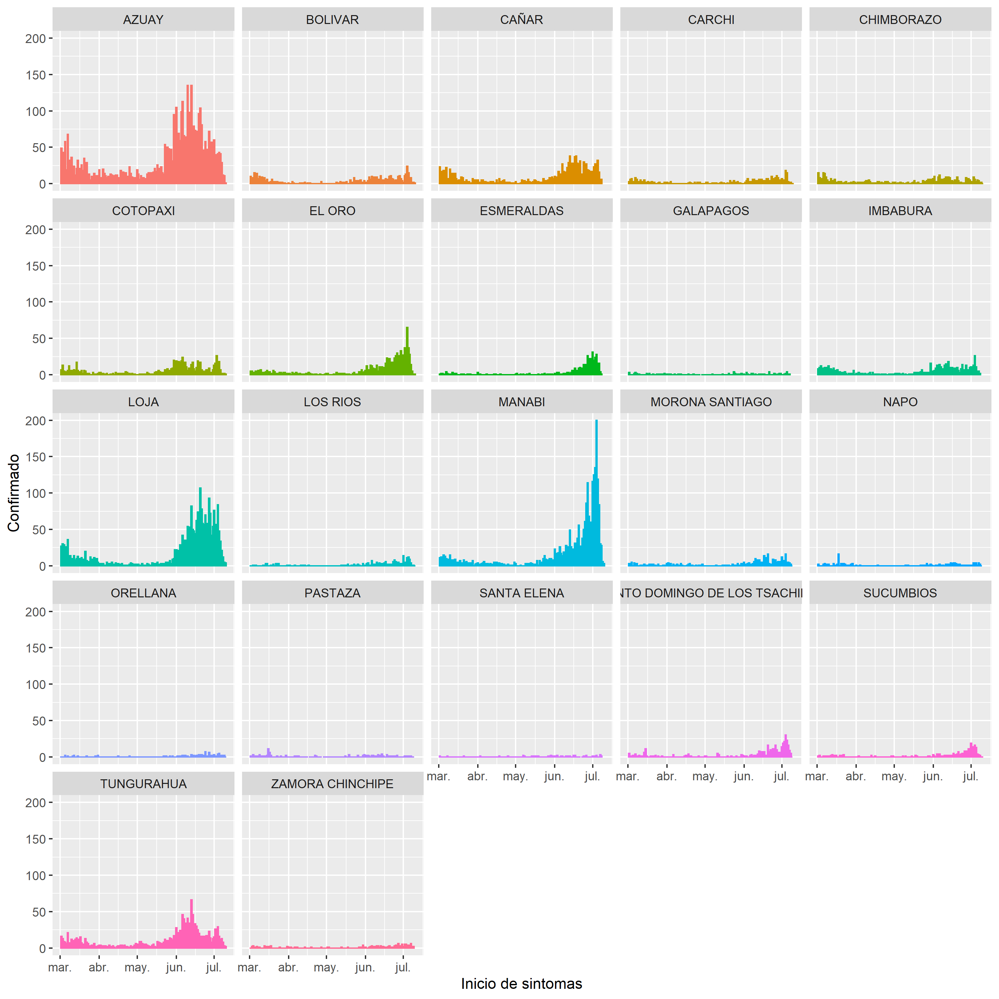 AZUAY BOLIVAR CAÑAR CARCHI CHIMBORAZO
200
150
100
50
0
COTOPAXI EL ORO ESMERALDAS GALAPAGOS IMBABURA
200
150
100
50
0
LOJA LOS RIOS MANABI MORONA SANTIAGO NAPO
200
150
100
50
0
ORELLANA PASTAZA SANTA ELENA NTO DOMINGO DE LOS TSACHI SUCUMBIOS
200
150
100
50
0
mar. abr. may. jun. jul. mar. abr. may. jun. jul. mar. abr. may. jun. jul.
TUNGURAHUA ZAMORA CHINCHIPE
200
150
100
50
0
mar. abr. may. jun. jul. mar. abr. may. jun. jul.
Confirmado
Inicio de sintomas